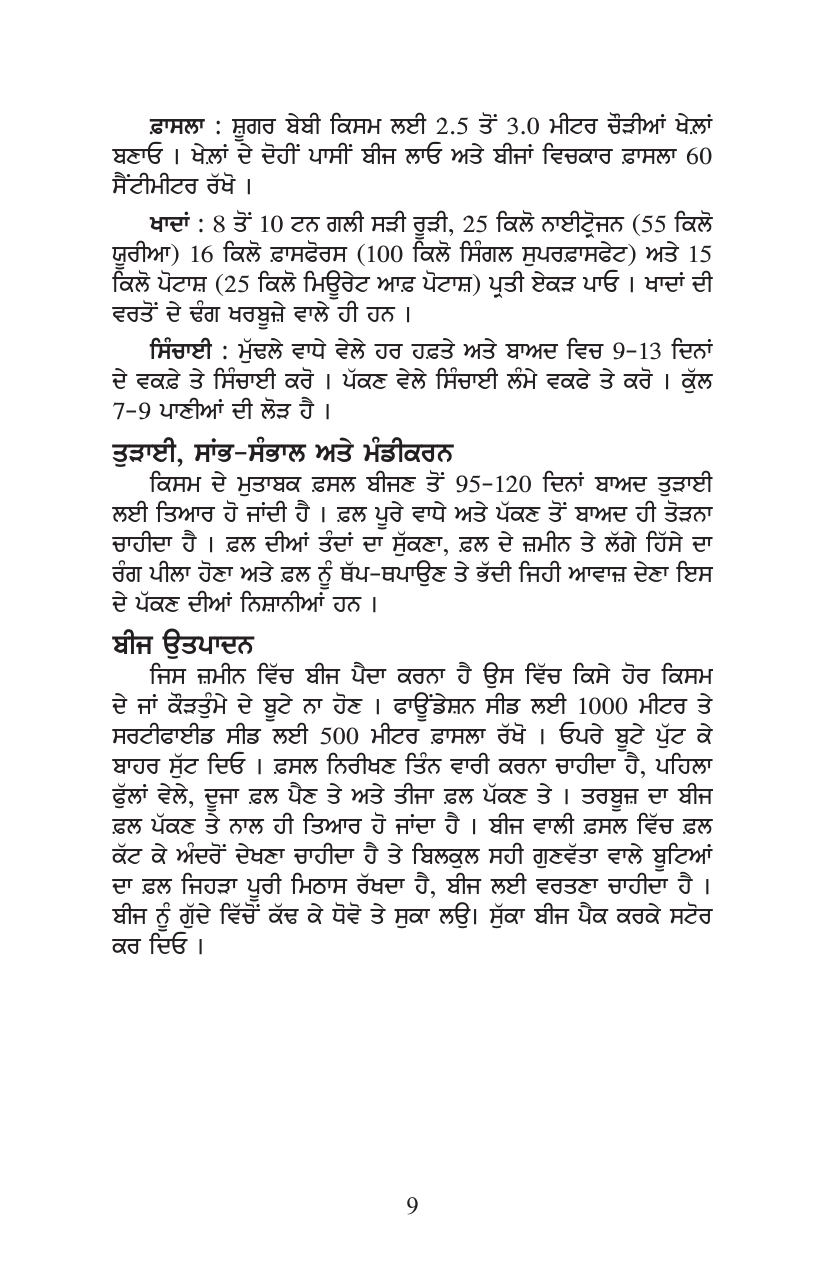 ਫ਼ਾਸਲਾ : ਸ਼ੂਗਰ ਬੇਬੀ ਕਿਸਮ ਲਈ 2.5 ਤੋਂ 3.0 ਮੀਟਰ ਚੌੜੀਆਂ ਖੇਲ਼ਾਂ
ਬਣਾਓ । ਖੇਲ਼ਾਂ ਦੇ ਦੋਹੀਂ ਪਾਸੀਂ ਬੀਜ ਲਾਓ ਅਤੇ ਬੀਜਾਂ ਵਿਚਕਾਰ ਫ਼ਾਸਲਾ 60
ਸੈਂਟੀਮੀਟਰ ਰੱਖੋ ।
ਖਾਦਾਂ : 8 ਤੋਂ 10 ਟਨ ਗਲੀ ਸੜੀ ਰੂੜੀ, 25 ਕਿਲੋ ਨਾਈਟ੍ਰੋਜਨ (55 ਕਿਲੋ
ਯੂਰੀਆ) 16 ਕਿਲੋ ਫ਼ਾਸਫੋਰਸ (100 ਕਿਲੋ ਸਿੰਗਲ ਸੁਪਰਫ਼ਾਸਫੇਟ) ਅਤੇ 15
ਕਿਲੋ ਪੋਟਾਸ਼ (25 ਕਿਲੋ ਮਿਊਰੇਟ ਆਫ਼ ਪੋਟਾਸ਼) ਪ੍ਰਤੀ ਏਕੜ ਪਾਓ । ਖਾਦਾਂ ਦੀ
ਵਰਤੋਂ ਦੇ ਢੰਗ ਖਰਬੂਜ਼ੇ ਵਾਲੇ ਹੀ ਹਨ ।
ਸਿੰਚਾਈ : ਮੁੱਢਲੇ ਵਾਧੇ ਵੇਲੇ ਹਰ ਹਫ਼ਤੇ ਅਤੇ ਬਾਅਦ ਵਿਚ 9-13 ਦਿਨਾਂ
ਦੇ ਵਕਫ਼ੇ ਤੇ ਸਿੰਚਾਈ ਕਰੋ । ਪੱਕਣ ਵੇਲੇ ਸਿੰਚਾਈ ਲੰਮੇ ਵਕਫੇ ਤੇ ਕਰੋ । ਕੁੱਲ
7-9 ਪਾਣੀਆਂ ਦੀ ਲੋੜ ਹੈ ।
ਤੁੜਾਈ, ਸਾਂਭ-ਸੰਭਾਲ ਅਤੇ ਮੰਡੀਕਰਨ
ਕਿਸਮ ਦੇ ਮੁਤਾਬਕ ਫ਼ਸਲ ਬੀਜਣ ਤੋਂ 95-120 ਦਿਨਾਂ ਬਾਅਦ ਤੁੜਾਈ
ਲਈ ਤਿਆਰ ਹੋ ਜਾਂਦੀ ਹੈ । ਫ਼ਲ ਪੂਰੇ ਵਾਧੇ ਅਤੇ ਪੱਕਣ ਤੋਂ ਬਾਅਦ ਹੀ ਤੋੜਨਾ
ਚਾਹੀਦਾ ਹੈ । ਫ਼ਲ ਦੀਆਂ ਤੰਦਾਂ ਦਾ ਸੁੱਕਣਾ, ਫ਼ਲ ਦੇ ਜ਼ਮੀਨ ਤੇ ਲੱਗੇ ਹਿੱਸੇ ਦਾ
ਰੰਗ ਪੀਲਾ ਹੋਣਾ ਅਤੇ ਫ਼ਲ ਨੂੰ ਥੱਪ-ਥਪਾਉਣ ਤੇ ਭੱਦੀ ਜਿਹੀ ਆਵਾਜ਼ ਦੇਣਾ ਇਸ
ਦੇ ਪੱਕਣ ਦੀਆਂ ਨਿਸ਼ਾਨੀਆਂ ਹਨ ।
ਬੀਜ ਉਤਪਾਦਨ
ਜਿਸ ਜ਼ਮੀਨ ਵਿੱਚ ਬੀਜ ਪੈਦਾ ਕਰਨਾ ਹੈ ਉਸ ਵਿੱਚ ਕਿਸੇ ਹੋਰ ਕਿਸਮ
ਦੇ ਜਾਂ ਕੌੜਤੁੰਮੇ ਦੇ ਬੂਟੇ ਨਾ ਹੋਣ । ਫਾਊਂਡੇਸ਼ਨ ਸੀਡ ਲਈ 1000 ਮੀਟਰ ਤੇ
ਸਰਟੀਫਾਈਡ ਸੀਡ ਲਈ 500 ਮੀਟਰ ਫ਼ਾਸਲਾ ਰੱਖੋ । ਓਪਰੇ ਬੂਟੇ ਪੁੱਟ ਕੇ
ਬਾਹਰ ਸੁੱਟ ਦਿਓ । ਫ਼ਸਲ ਨਿਰੀਖਣ ਤਿੰਨ ਵਾਰੀ ਕਰਨਾ ਚਾਹੀਦਾ ਹੈ, ਪਹਿਲਾ
ਫੁੱਲਾਂ ਵੇਲੇ, ਦੂਜਾ ਫ਼ਲ ਪੈਣ ਤੇ ਅਤੇ ਤੀਜਾ ਫ਼ਲ ਪੱਕਣ ਤੇ । ਤਰਬੂਜ਼ ਦਾ ਬੀਜ
ਫ਼ਲ ਪੱਕਣ ਤੇ ਨਾਲ ਹੀ ਤਿਆਰ ਹੋ ਜਾਂਦਾ ਹੈ । ਬੀਜ ਵਾਲੀ ਫ਼ਸਲ ਵਿੱਚ ਫ਼ਲ
ਕੱਟ ਕੇ ਅੰਦਰੋਂ ਦੇਖਣਾ ਚਾਹੀਦਾ ਹੈ ਤੇ ਬਿਲਕੁਲ ਸਹੀ ਗੁਣਵੱਤਾ ਵਾਲੇ ਬੂਟਿਆਂ
ਦਾ ਫ਼ਲ ਜਿਹੜਾ ਪੂਰੀ ਮਿਠਾਸ ਰੱਖਦਾ ਹੈ, ਬੀਜ ਲਈ ਵਰਤਣਾ ਚਾਹੀਦਾ ਹੈ ।
ਬੀਜ ਨੂੰ ਗੁੱਦੇ ਵਿੱਚੋਂ ਕੱਢ ਕੇ ਧੋਵੋ ਤੇ ਸੁਕਾ ਲਉ। ਸੁੱਕਾ ਬੀਜ ਪੈਕ ਕਰਕੇ ਸਟੋਰ
ਕਰ ਦਿਓ ।
9